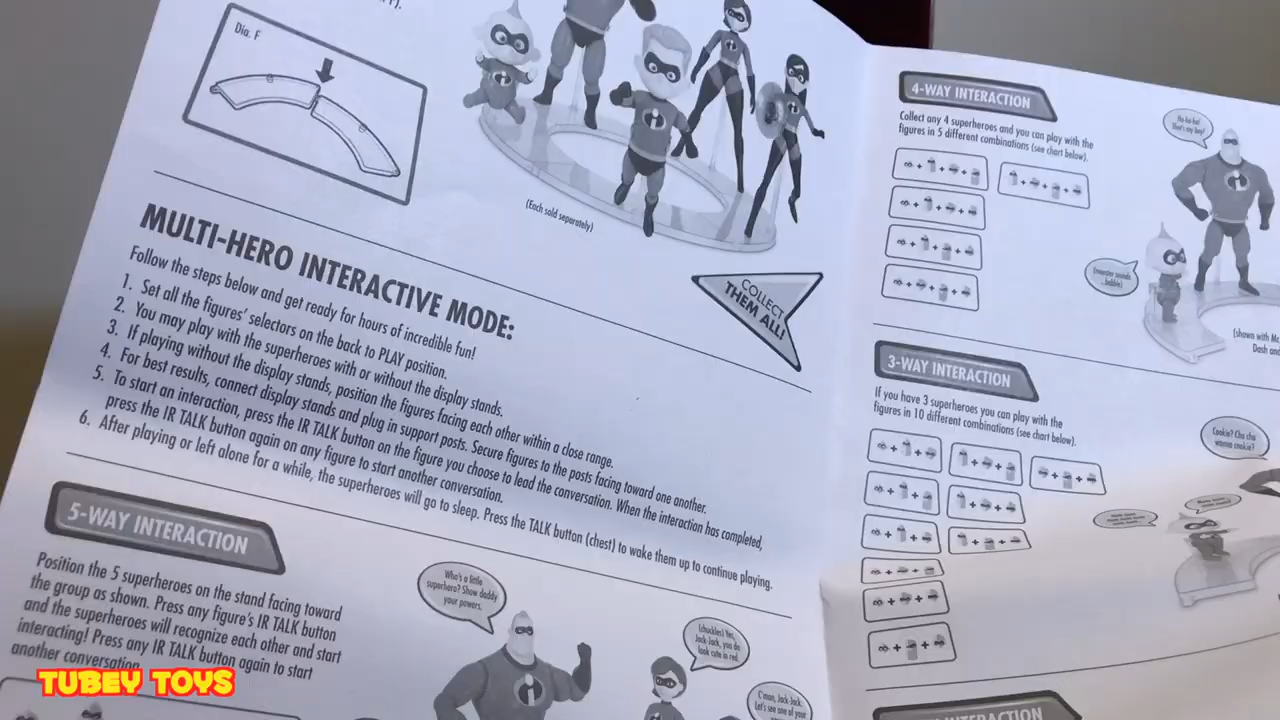 Dia. F
(Each sold separately)
COLLECT
THEM ALL!
MULTI-HERO INTERACTIVE MODE:
Follow the steps below and get ready for hours of incredible fun!
1. Set all the figures' selectors on the back to PLAY position.
2. You may play with the superheroes with or without the display stands.
3. If playing without the display stands, position the figures facing each other within a close range.
4. For best results, connect display stands and plug in support posts. Secure figures to the posts facing toward one another.
5. To start an interaction, press the IR TALK button on the figure you choose to lead the conversation. When the interaction has completed,
press the IR TALK button again on any figure to start another conversation.
6. After playing or left alone for a while, the superheroes will go to sleep. Press the TALK button (chest) to wake them up to continue playing.
5-WAY INTERACTION
Position the 5 superheroes on the stand facing toward
the group as shown. Press any figure's IR TALK button
and the superheroes will recognize each other and start
interacting! Press any IR TALK button again to start
another conversation.
Who's a little
superhero? Show daddy
your powers.
(chuckles) Yes,
Jack-Jack, you do
look cute in red.
C'mon, Jack-Jack.
Let's see one of your
4-WAY INTERACTION
Collect any 4 superheroes and you can play with the
figures in 5 different combinations (see chart below).
Ha-ha-ha!
That's my boy!
(shown with Mr.
Dash and
3-WAY INTERACTION
If you have 3 superheroes you can play with the
figures in 10 different combinations (see chart below).
Cookie? Cha cha
wanna cookie?
INTERACTION
TUBEY TOYS